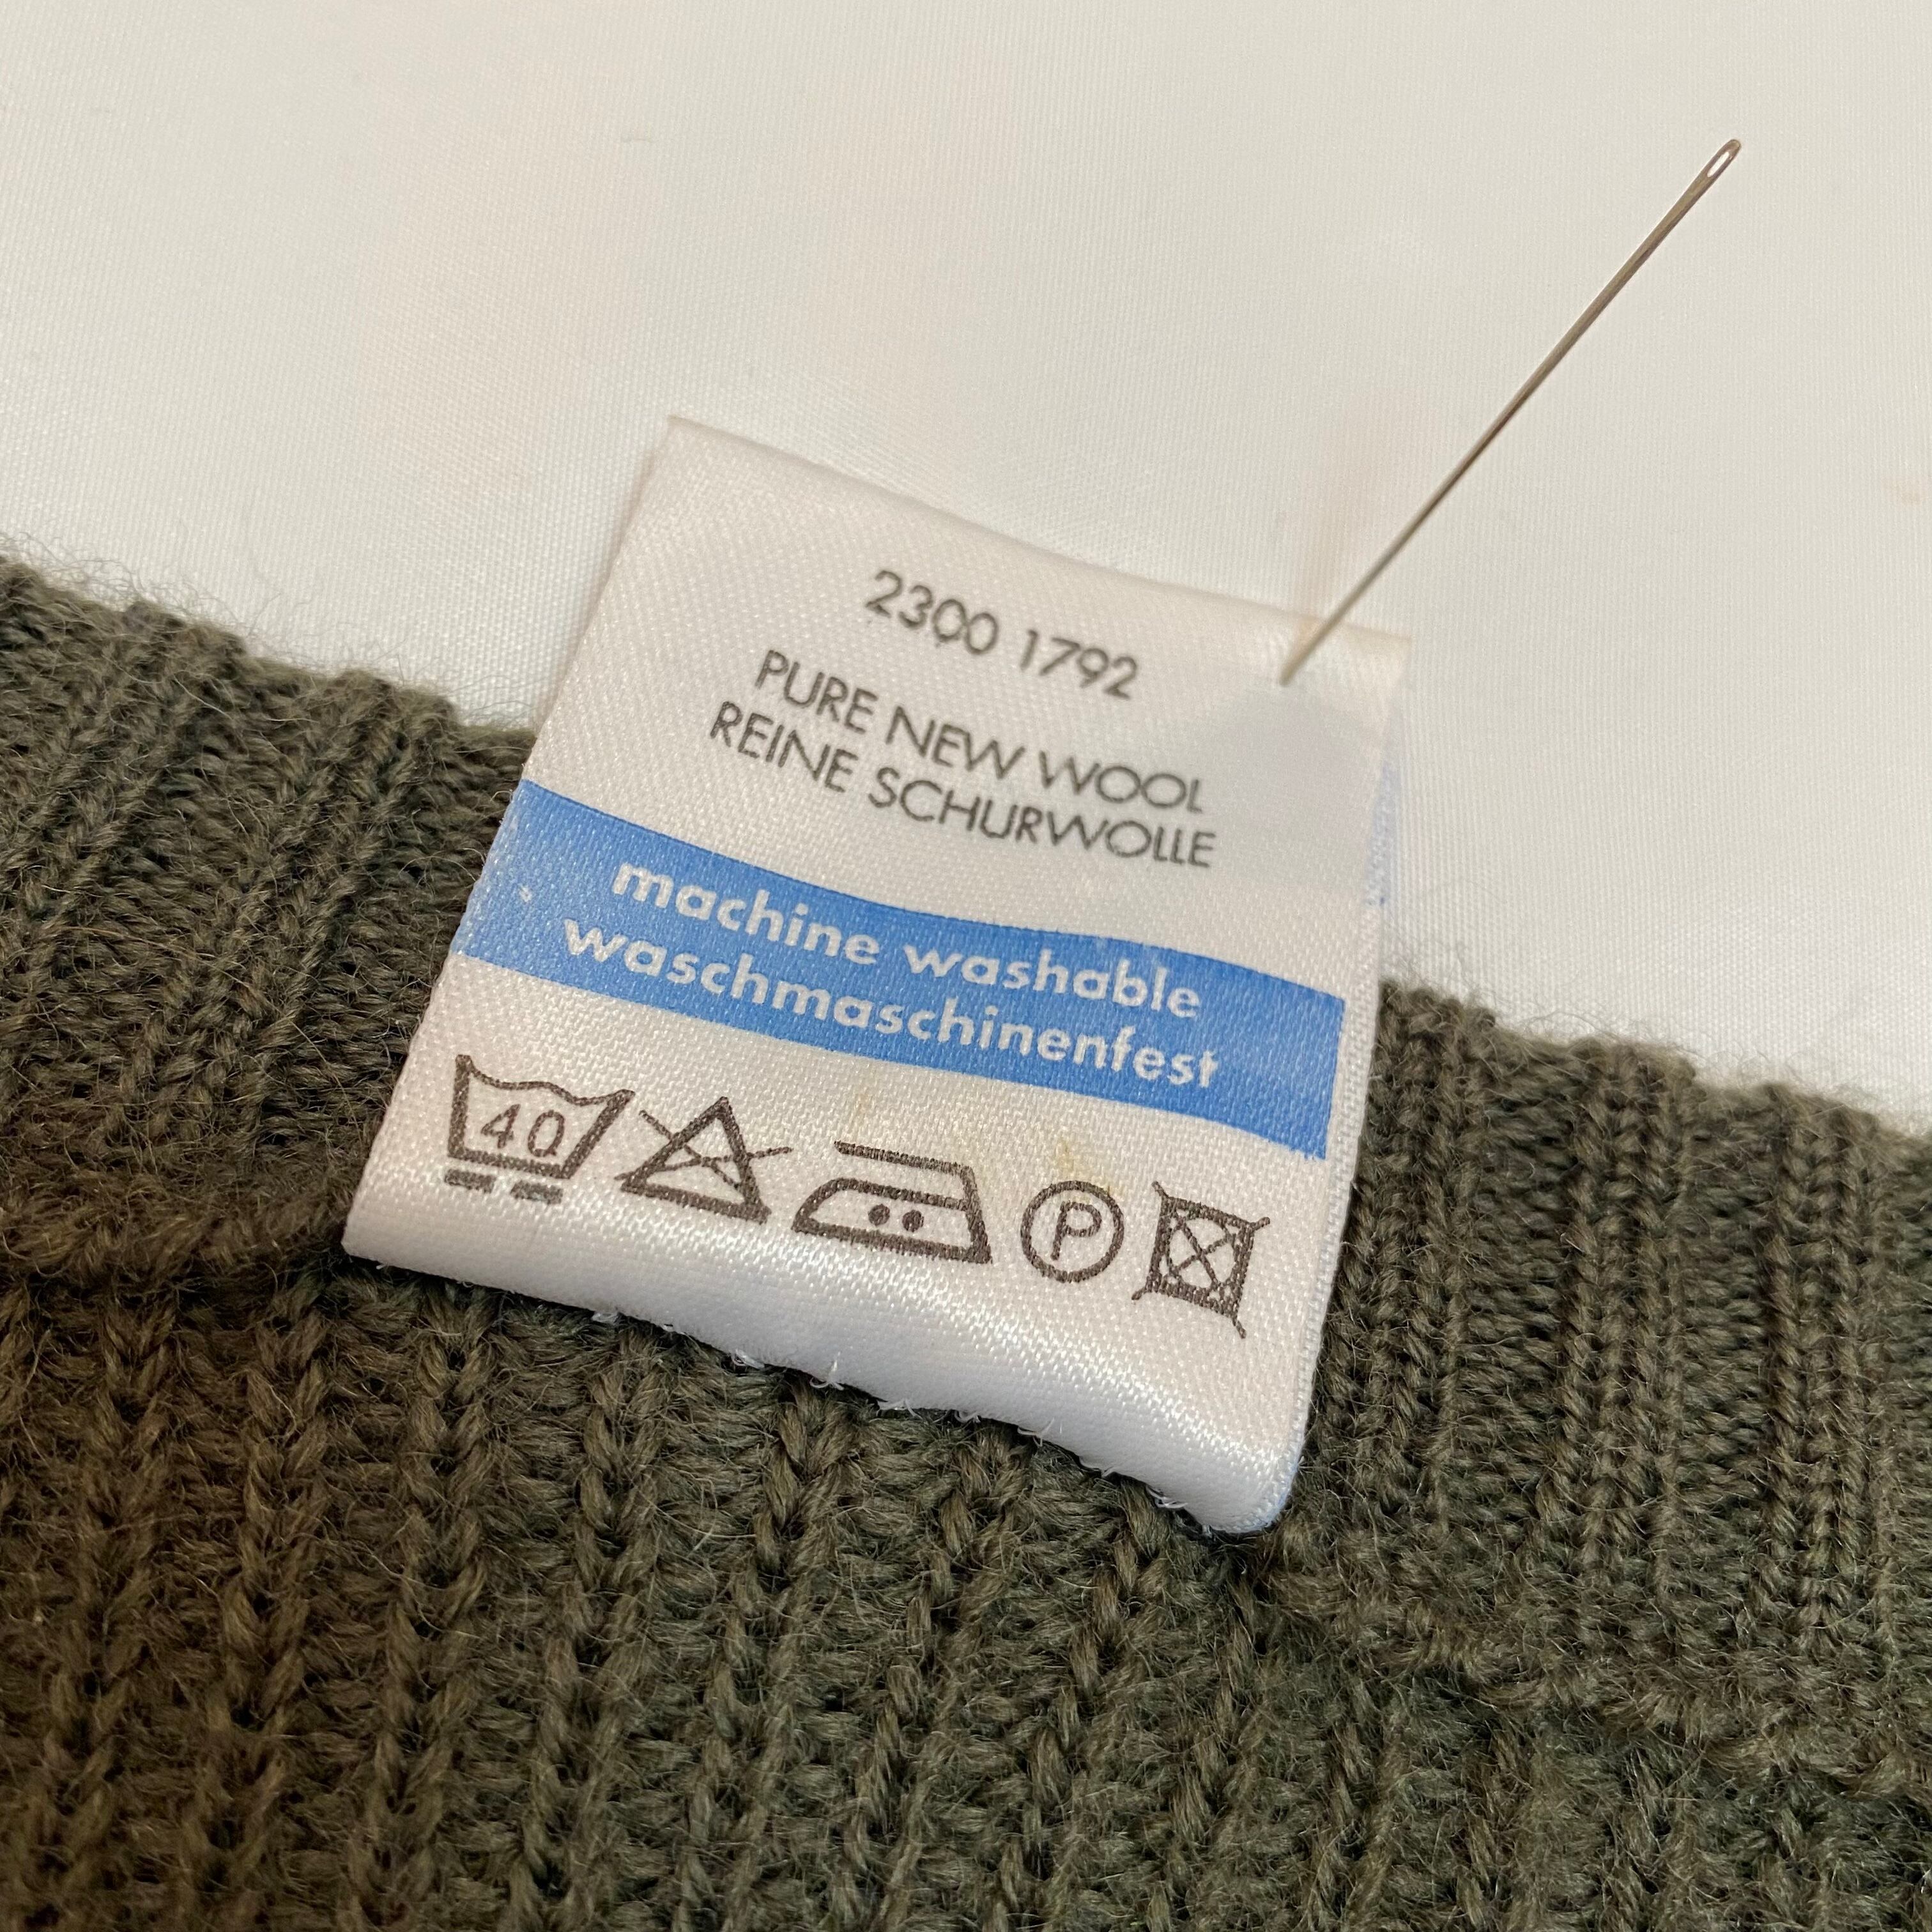 2300 1792
PURE NEW WOOL
REINE SCHURWOLLE
machine washable
waschmaschinenfest
40
P